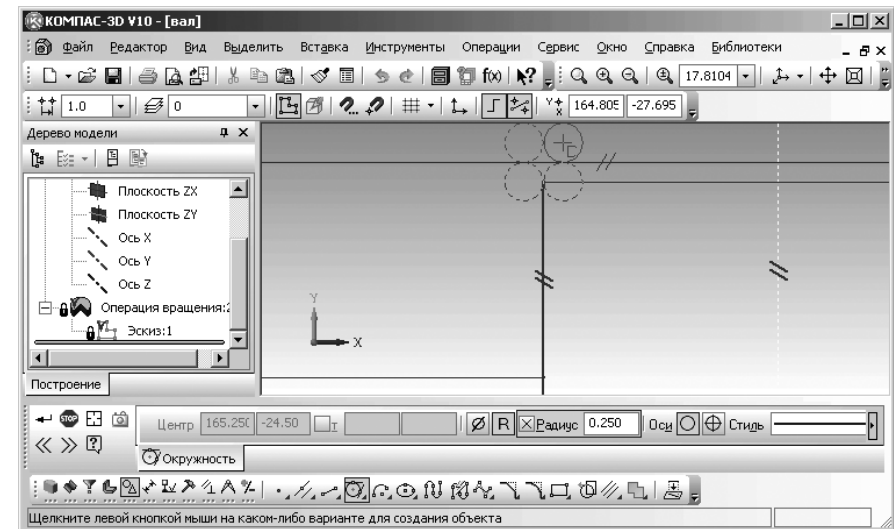 КОМПАС-3D V10 - [вал]
Файл Редактор Вид Выделить Вставка Инструменты Операции Сервис Окно Справка Библиотеки
f(x) 17.8104
1.0 0 164.805 -27.695
Дерево модели
Плоскость ZX
Плоскость ZY
Ось X
Ось Y
Ось Z
Операция вращения:
Эскиз:1
Построение
Y
X
STOP Центр 165.250 -24.50 т R Радиус 0.250 Оси Стиль
Окружность
Щелкните левой кнопкой мыши на каком-либо варианте для создания объекта